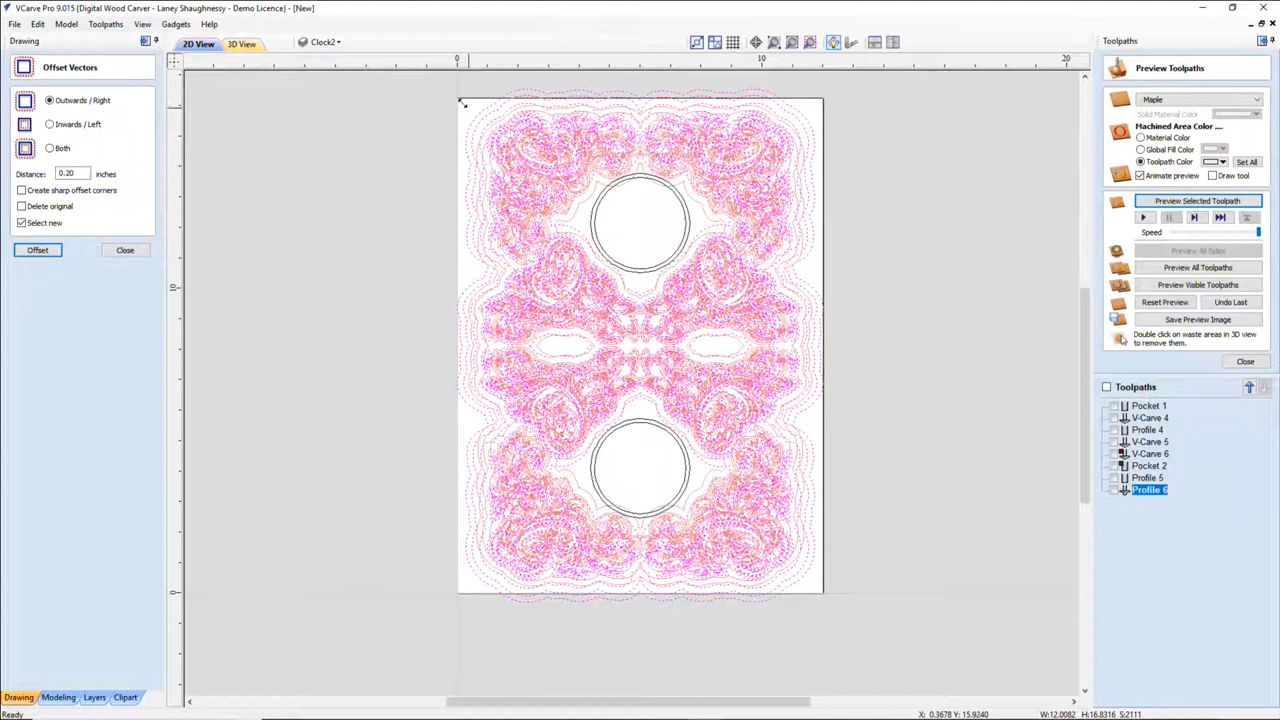 VCarve Pro 9.015 {Digital Wood Carver - Laney Shaughnessy - Demo Licence} - [New]
File Edit Model Toolpaths View Gadgets Help
Drawing
Offset Vectors
Outwards / Right
Inwards / Left
Both
Distance: 0.20 inches
Create sharp offset corners
Delete original
Select new
Offset Close
2D View 3D View Clock2
0 10 20
10
0
Toolpaths
Preview Toolpaths
Maple
Solid Material Color
Machined Area Color ....
Material Color
Global Fill Color
Toolpath Color Set All
Animate preview Draw tool
Preview Selected Toolpath
Speed
Preview All Sides
Preview All Toolpaths
Preview Visible Toolpaths
Reset Preview Undo Last
Save Preview Image
Double click on waste areas in 3D view
to remove them.
Close
Toolpaths
Pocket 1
V-Carve 4
Profile 4
V-Carve 5
V-Carve 6
Pocket 2
Profile 5
Profile 6
Drawing Modeling Layers Clipart
Ready X: 0.3678 Y: 15.9240 W:12.0082 H:16.8316 S:2111